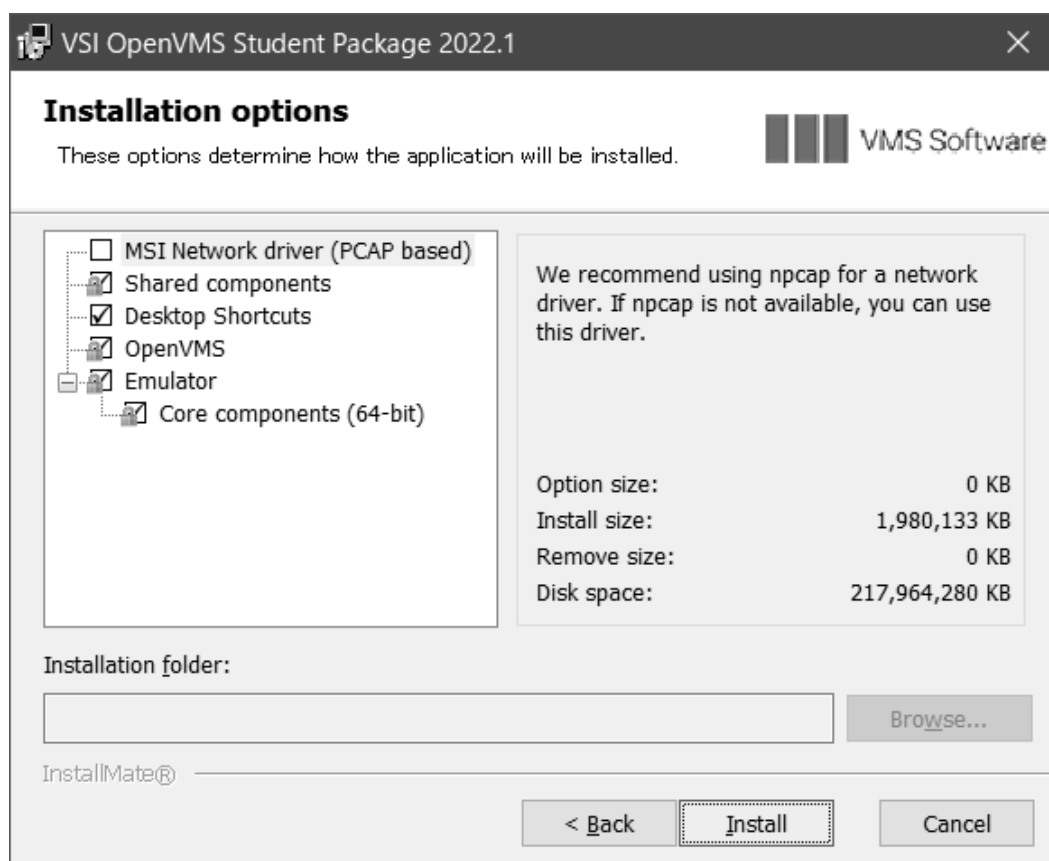 VSI OpenVMS Student Package 2022.1
Installation options
These options determine how the application will be installed.
VMS Software
MSI Network driver (PCAP based)
Shared components
Desktop Shortcuts
OpenVMS
Emulator
Core components (64-bit)
We recommend using npcap for a network
driver. If npcap is not available, you can use
this driver.
Option size: 0 KB
Install size: 1,980,133 KB
Remove size: 0 KB
Disk space: 217,964,280 KB
Installation folder:
Browse...
InstallMate®
< Back Install Cancel